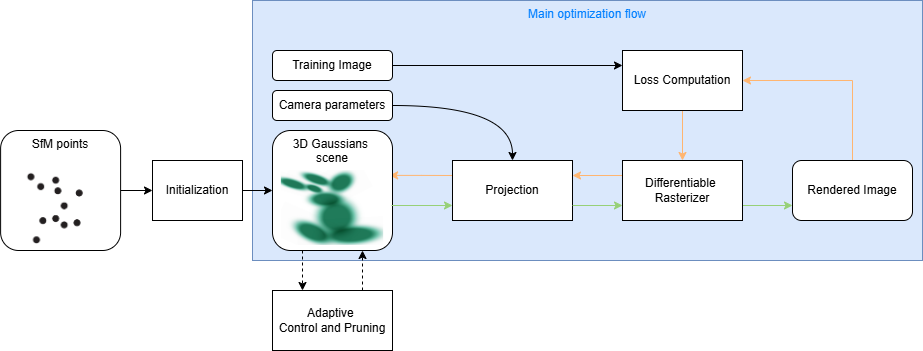 Main optimization flow
Training Image
Loss Computation
Camera parameters
SfM points
3D Gaussians
scene
Initialization
Projection
Differentiable
Rasterizer
Rendered Image
Adaptive
Control and Pruning